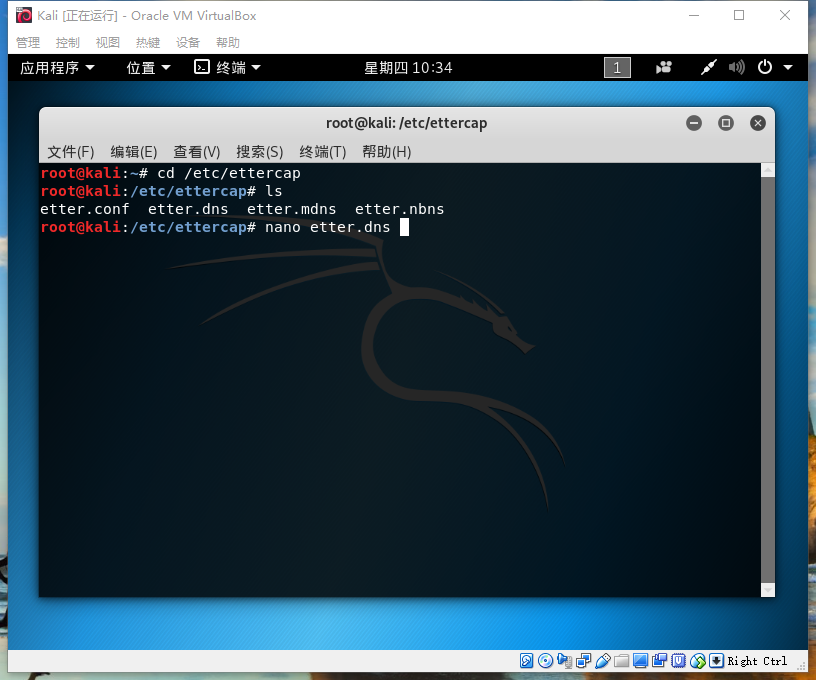 Kali [正在运行] - Oracle VM VirtualBox
管理 控制 视图 热键 设备 帮助
应用程序 位置 终端 星期四 10:34 1
root@kali: /etc/ettercap
文件(F) 编辑(E) 查看(V) 搜索(S) 终端(T) 帮助(H)
root@kali:~# cd /etc/ettercap
root@kali:/etc/ettercap# ls
etter.conf etter.dns etter.mdns etter.nbns
root@kali:/etc/ettercap# nano etter.dns
Right Ctrl